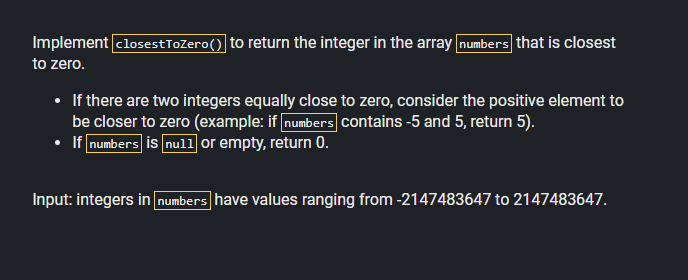 Implement closestToZero() to return the integer in the array numbers that is closest
to zero.
• If there are two integers equally close to zero, consider the positive element to
be closer to zero (example: if numbers contains -5 and 5, return 5).
• If numbers is null or empty, return 0.
Input: integers in numbers have values ranging from -2147483647 to 2147483647.